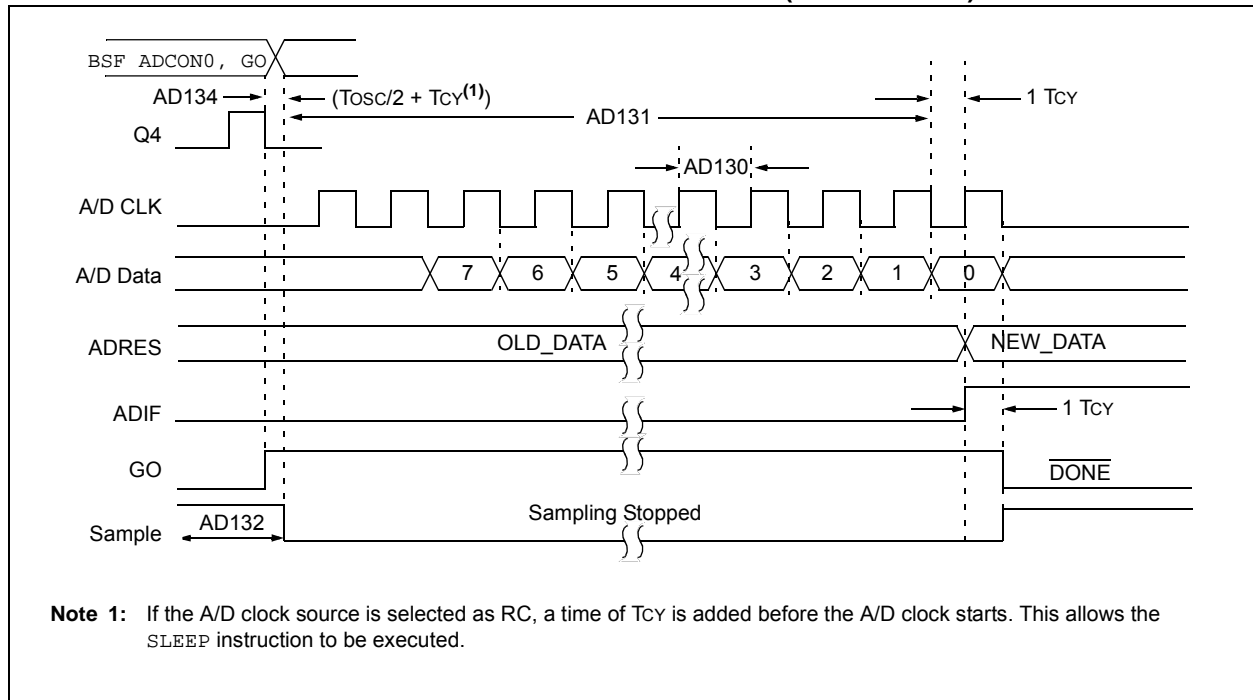 BSF ADCON0, GO
AD134 (TOSC/2 + TCY(1)) 1 TCY
AD131
Q4
AD130
A/D CLK
A/D Data 7 6 5 4 3 2 1 0
ADRES OLD_DATA NEW_DATA
ADIF 1 TCY
GO DONE
Sample AD132 Sampling Stopped
Note 1: If the A/D clock source is selected as RC, a time of TCY is added before the A/D clock starts. This allows the
SLEEP instruction to be executed.